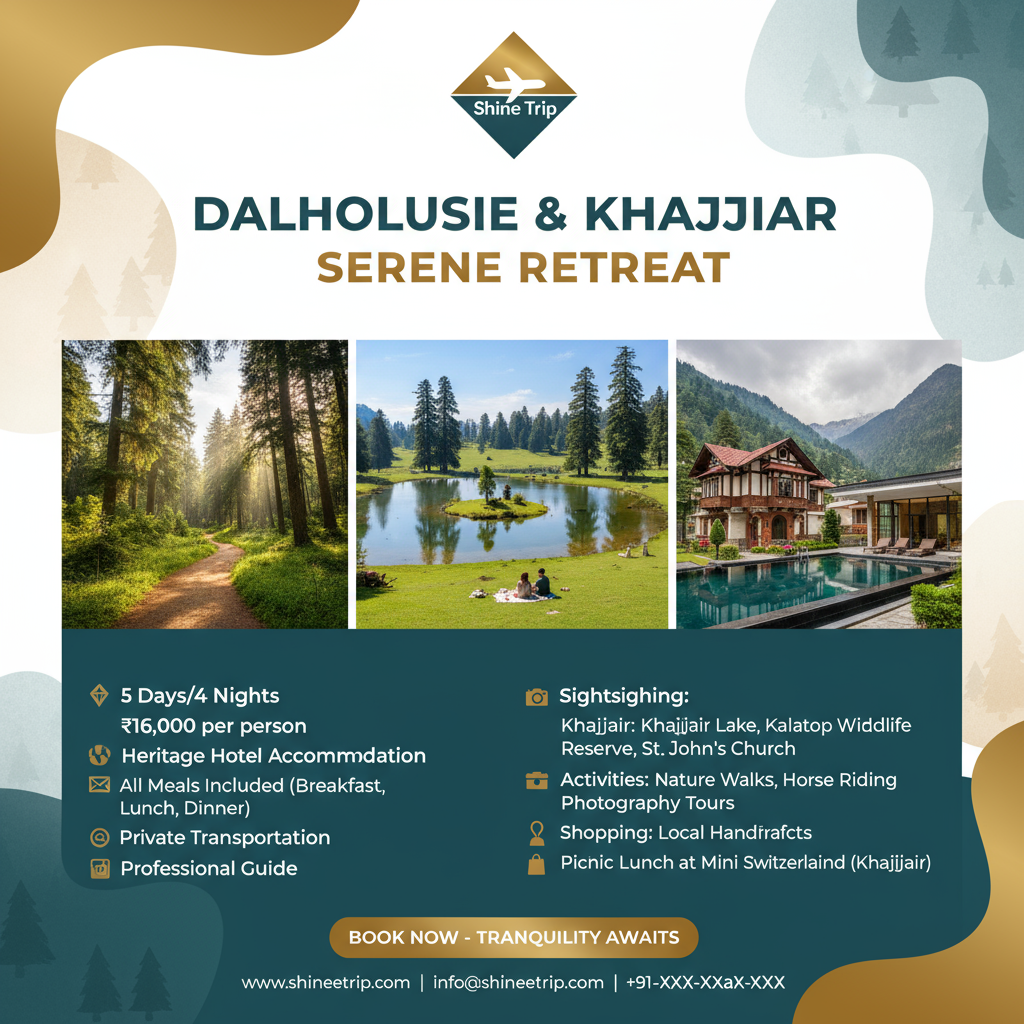 Shine Trip
DALHOLUSIE & KHAJJIAR
SERENE RETREAT
5 Days/4 Nights
₹16,000 per person
Heritage Hotel Accommodation
All Meals Included (Breakfast,
Lunch, Dinner)
Private Transportation
Professional Guide
Sightsighing:
Khajjair: Khajjair Lake, Kalatop Widdlife
Reserve, St. John's Church
Activities: Nature Walks, Horse Riding
Photography Tours
Shopping: Local Handfrafcts
Picnic Lunch at Mini Switzerlaind (Khajjair)
BOOK NOW - TRANQUILITY AWAITS
www.shineetrip.com | info@shineetrip.com | +91-XXX-XXaX-XXX